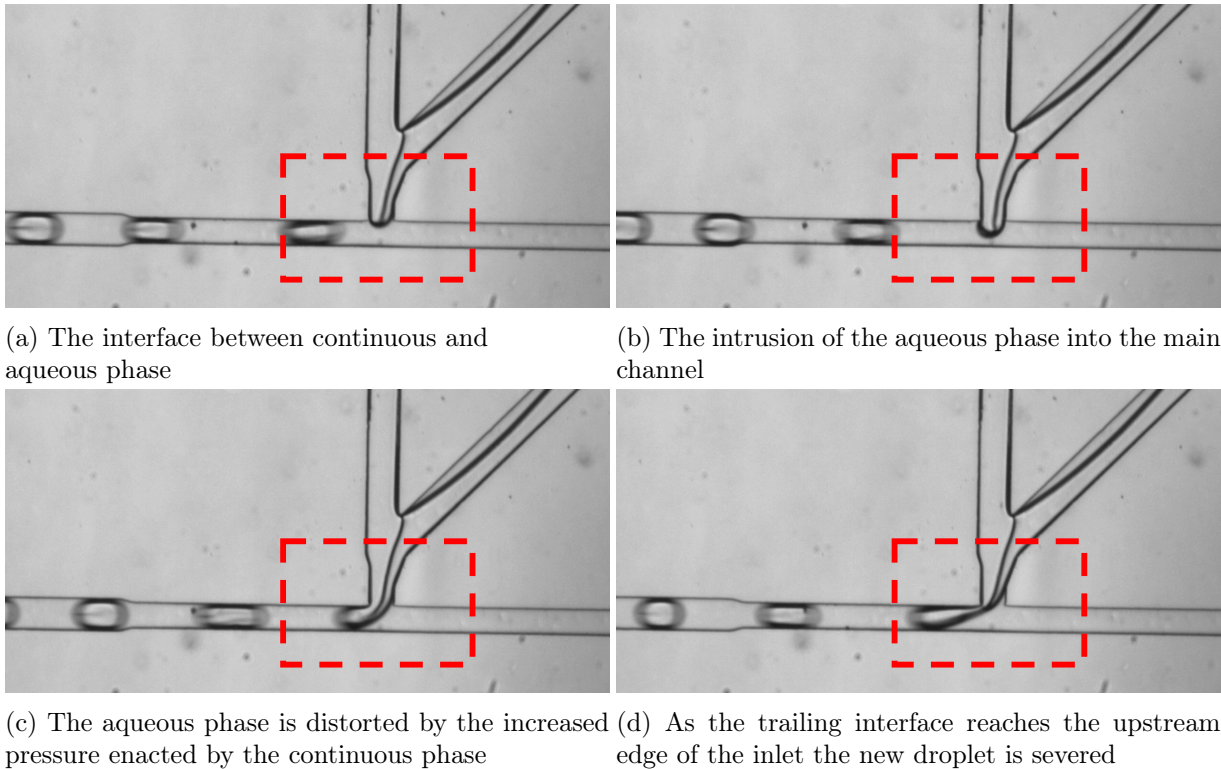 (a) The interface between continuous and
aqueous phase
(b) The intrusion of the aqueous phase into the main
channel
(c) The aqueous phase is distorted by the increased
pressure enacted by the continuous phase
(d) As the trailing interface reaches the upstream
edge of the inlet the new droplet is severed